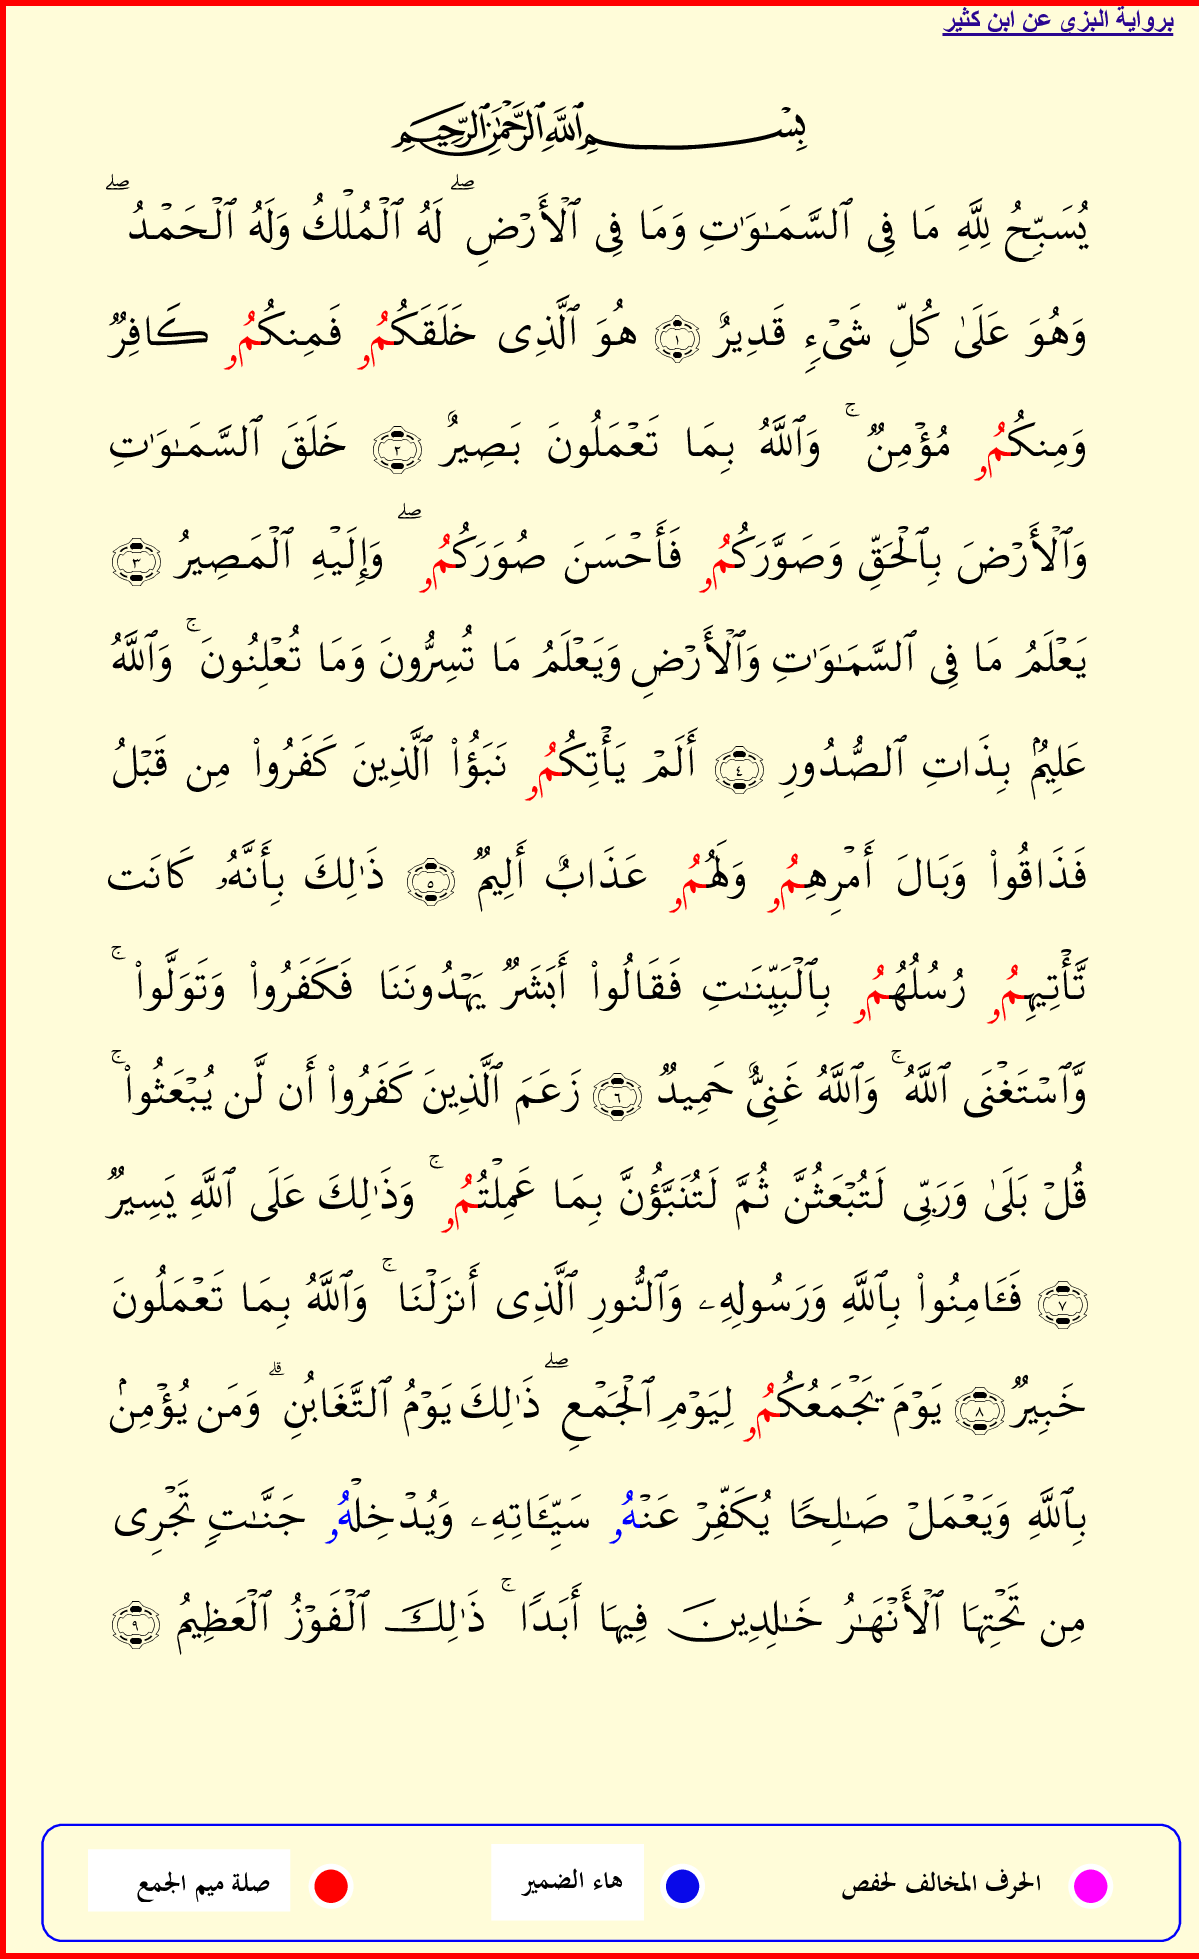 برواية البزى عن ابن كثير
بِسْمِ ٱللَّهِ ٱلرَّحْمَٰنِ ٱلرَّحِيمِ
يُسَبِّحُ لِلَّهِ مَا فِى ٱلسَّمَـٰوَٰتِ وَمَا فِى ٱلْأَرْضِ ۖ لَهُ ٱلْمُلْكُ وَلَهُ ٱلْحَمْدُ ۖ
وَهُوَ عَلَىٰ كُلِّ شَىْءٍ قَدِيرٌ ١ هُوَ ٱلَّذِى خَلَقَكُمُۥ فَمِنكُمُۥ كَافِرٌ
وَمِنكُمُۥ مُؤْمِنٌ ۚ وَٱللَّهُ بِمَا تَعْمَلُونَ بَصِيرٌ ٢ خَلَقَ ٱلسَّمَـٰوَٰتِ
وَٱلْأَرْضَ بِٱلْحَقِّ وَصَوَّرَكُمُۥ فَأَحْسَنَ صُوَرَكُمُۥ ۖ وَإِلَيْهِ ٱلْمَصِيرُ ٣
يَعْلَمُ مَا فِى ٱلسَّمَـٰوَٰتِ وَٱلْأَرْضِ وَيَعْلَمُ مَا تُسِرُّونَ وَمَا تُعْلِنُونَ ۚ وَٱللَّهُ
عَلِيمٌۢ بِذَاتِ ٱلصُّدُورِ ٤ أَلَمْ يَأْتِكُمُۥ نَبَؤُا۟ ٱلَّذِينَ كَفَرُوا۟ مِن قَبْلُ
فَذَاقُوا۟ وَبَالَ أَمْرِهِمُۥ وَلَهُمُۥ عَذَابٌ أَلِيمٌ ٥ ذَٰلِكَ بِأَنَّهُۥ كَانَت
تَّأْتِيهِمُۥ رُسُلُهُمُۥ بِٱلْبَيِّنَـٰتِ فَقَالُوا۟ أَبَشَرٌ يَهْدُونَنَا فَكَفَرُوا۟ وَتَوَلَّوا۟ ۚ
وَّٱسْتَغْنَى ٱللَّهُ ۚ وَٱللَّهُ غَنِىٌّ حَمِيدٌ ٦ زَعَمَ ٱلَّذِينَ كَفَرُوا۟ أَن لَّن يُبْعَثُوا۟ ۚ
قُلْ بَلَىٰ وَرَبِّى لَتُبْعَثُنَّ ثُمَّ لَتُنَبَّؤُنَّ بِمَا عَمِلْتُمُۥ ۚ وَذَٰلِكَ عَلَى ٱللَّهِ يَسِيرٌ
٧ فَـَٔامِنُوا۟ بِٱللَّهِ وَرَسُولِهِۦ وَٱلنُّورِ ٱلَّذِى أَنزَلْنَا ۚ وَٱللَّهُ بِمَا تَعْمَلُونَ
خَبِيرٌ ٨ يَوْمَ يَجْمَعُكُمُۥ لِيَوْمِ ٱلْجَمْعِ ۖ ذَٰلِكَ يَوْمُ ٱلتَّغَابُنِ ۗ وَمَن يُؤْمِنۢ
بِٱللَّهِ وَيَعْمَلْ صَـٰلِحًا يُكَفِّرْ عَنْهُۥ سَيِّـَٔاتِهِۦ وَيُدْخِلْهُۥ جَنَّـٰتٍ تَجْرِى
مِن تَحْتِهَا ٱلْأَنْهَـٰرُ خَـٰلِدِينَ فِيهَا أَبَدًا ۚ ذَٰلِكَ ٱلْفَوْزُ ٱلْعَظِيمُ ٩
الحرف المخالف لحفص هاء الضمير صلة ميم الجمع